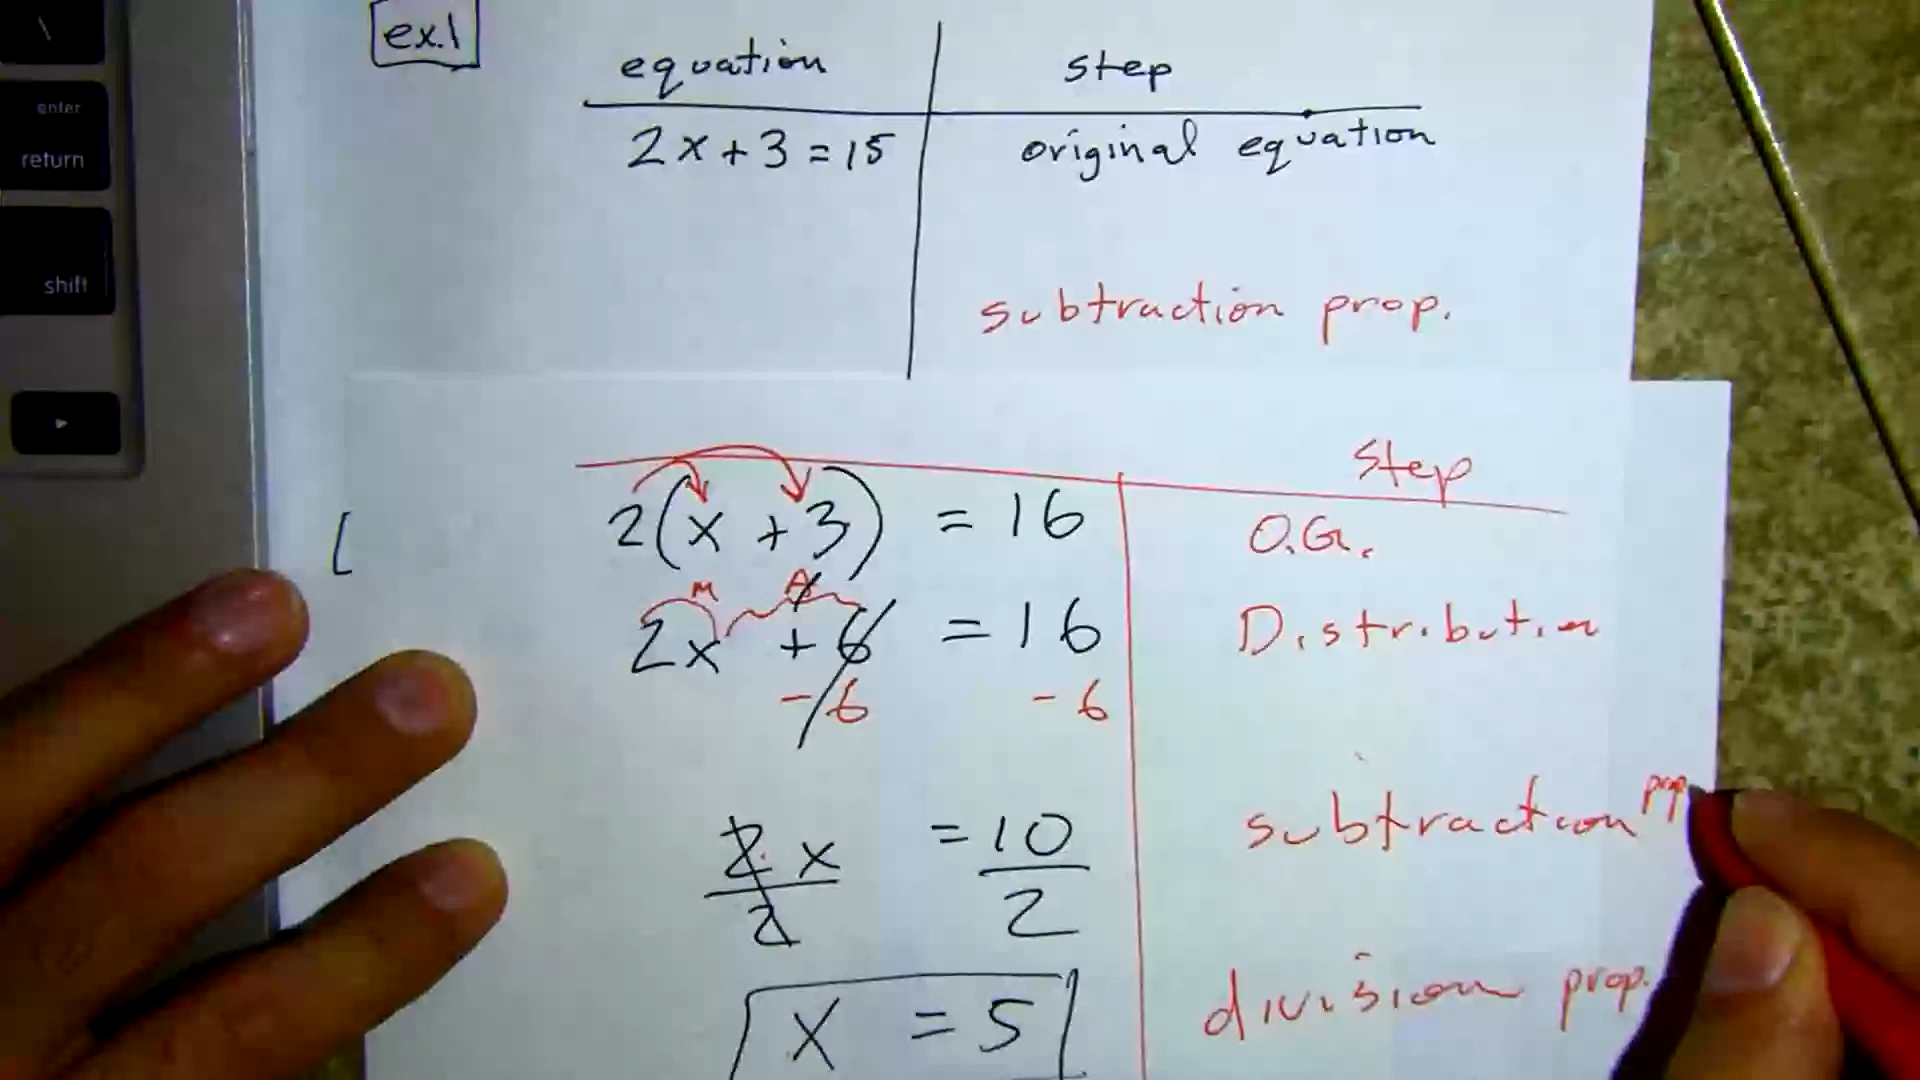 \
enter
return
shift
ex.1
equation step
2x+3=15 original equation
subtraction prop.
step
2(x +3) = 16 O.G.
M A
2x +6 = 16 Distribution
-6 -6
subtraction prop
2x =10
2 2
division prop.
x = 5